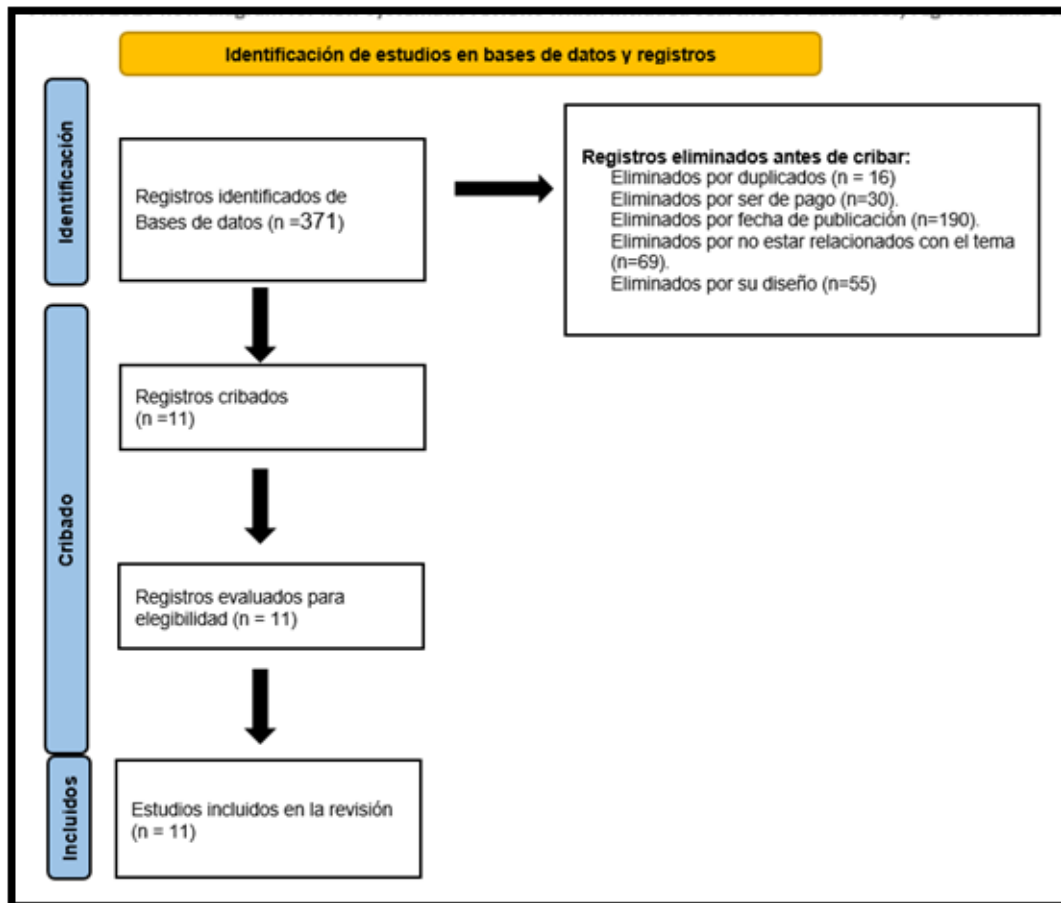 Identificación de estudios en bases de datos y registros
Identificación
Registros identificados de
Bases de datos (n =371)
Registros eliminados antes de cribar:
Eliminados por duplicados (n = 16)
Eliminados por ser de pago (n=30).
Eliminados por fecha de publicación (n=190).
Eliminados por no estar relacionados con el tema
(n=69).
Eliminados por su diseño (n=55)
Cribado
Registros cribados
(n =11)
Registros evaluados para
elegibilidad (n = 11)
Incluidos
Estudios incluidos en la revisión
(n = 11)